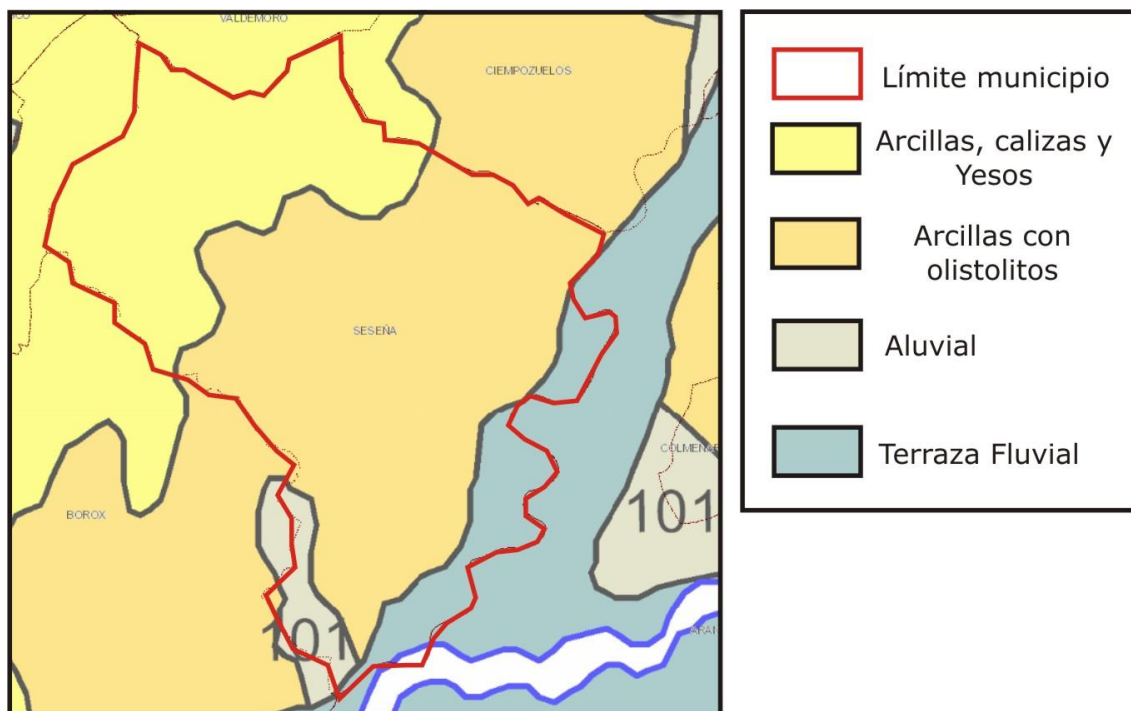 VALDEMORO
CIEMPOZUELOS
SESEÑA
BOROX
101
101
Límite municipio
Arcillas, calizas y
Yesos
Arcillas con
olistolitos
Aluvial
Terraza Fluvial